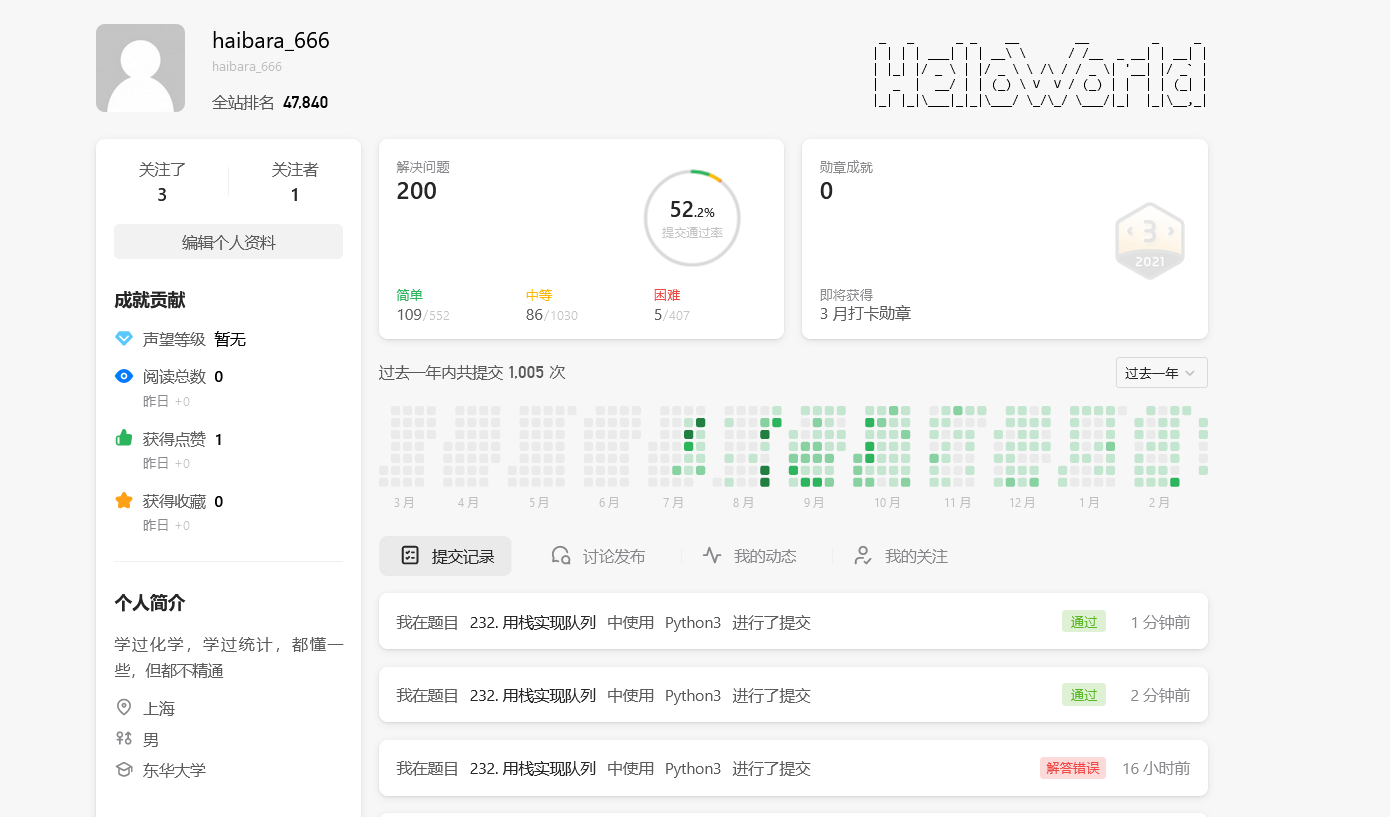 haibara_666
haibara_666
全站排名 47,840
HelloWorld
关注了 关注者
3 1
编辑个人资料
成就贡献
声望等级 暂无
阅读总数 0
昨日 +0
获得点赞 1
昨日 +0
获得收藏 0
昨日 +0
个人简介
学过化学，学过统计，都懂一
些，但都不精通
上海
男
东华大学
解决问题
200
52.2%
提交通过率
简单 中等 困难
109/552 86/1030 5/407
勋章成就
0
3
2021
即将获得
3 月打卡勋章
过去一年内共提交 1,005 次
过去一年
3 月 4 月 5 月 6 月 7 月 8 月 9 月 10 月 11 月 12 月 1 月 2 月
提交记录 讨论发布 我的动态 我的关注
我在题目 232. 用栈实现队列 中使用 Python3 进行了提交 通过 1 分钟前
我在题目 232. 用栈实现队列 中使用 Python3 进行了提交 通过 2 分钟前
我在题目 232. 用栈实现队列 中使用 Python3 进行了提交 解答错误 16 小时前